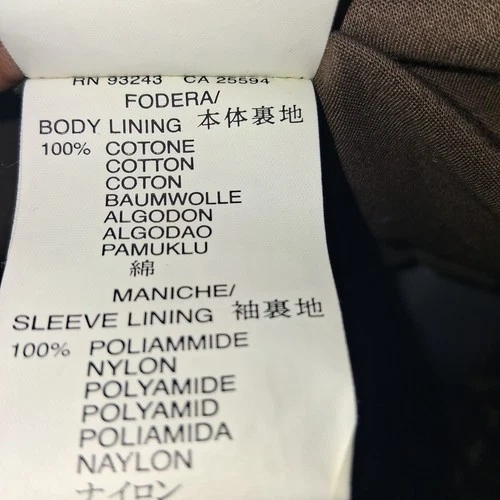 RN 93243 CA 25594
FODERA/
BODY LINING 本体裏地
100% COTONE
COTTON
COTON
BAUMWOLLE
ALGODON
ALGODAO
PAMUKLU
綿
MANICHE/
SLEEVE LINING 袖裏地
100% POLIAMMIDE
NYLON
POLYAMIDE
POLYAMID
POLIAMIDA
NAYLON
ナイロン